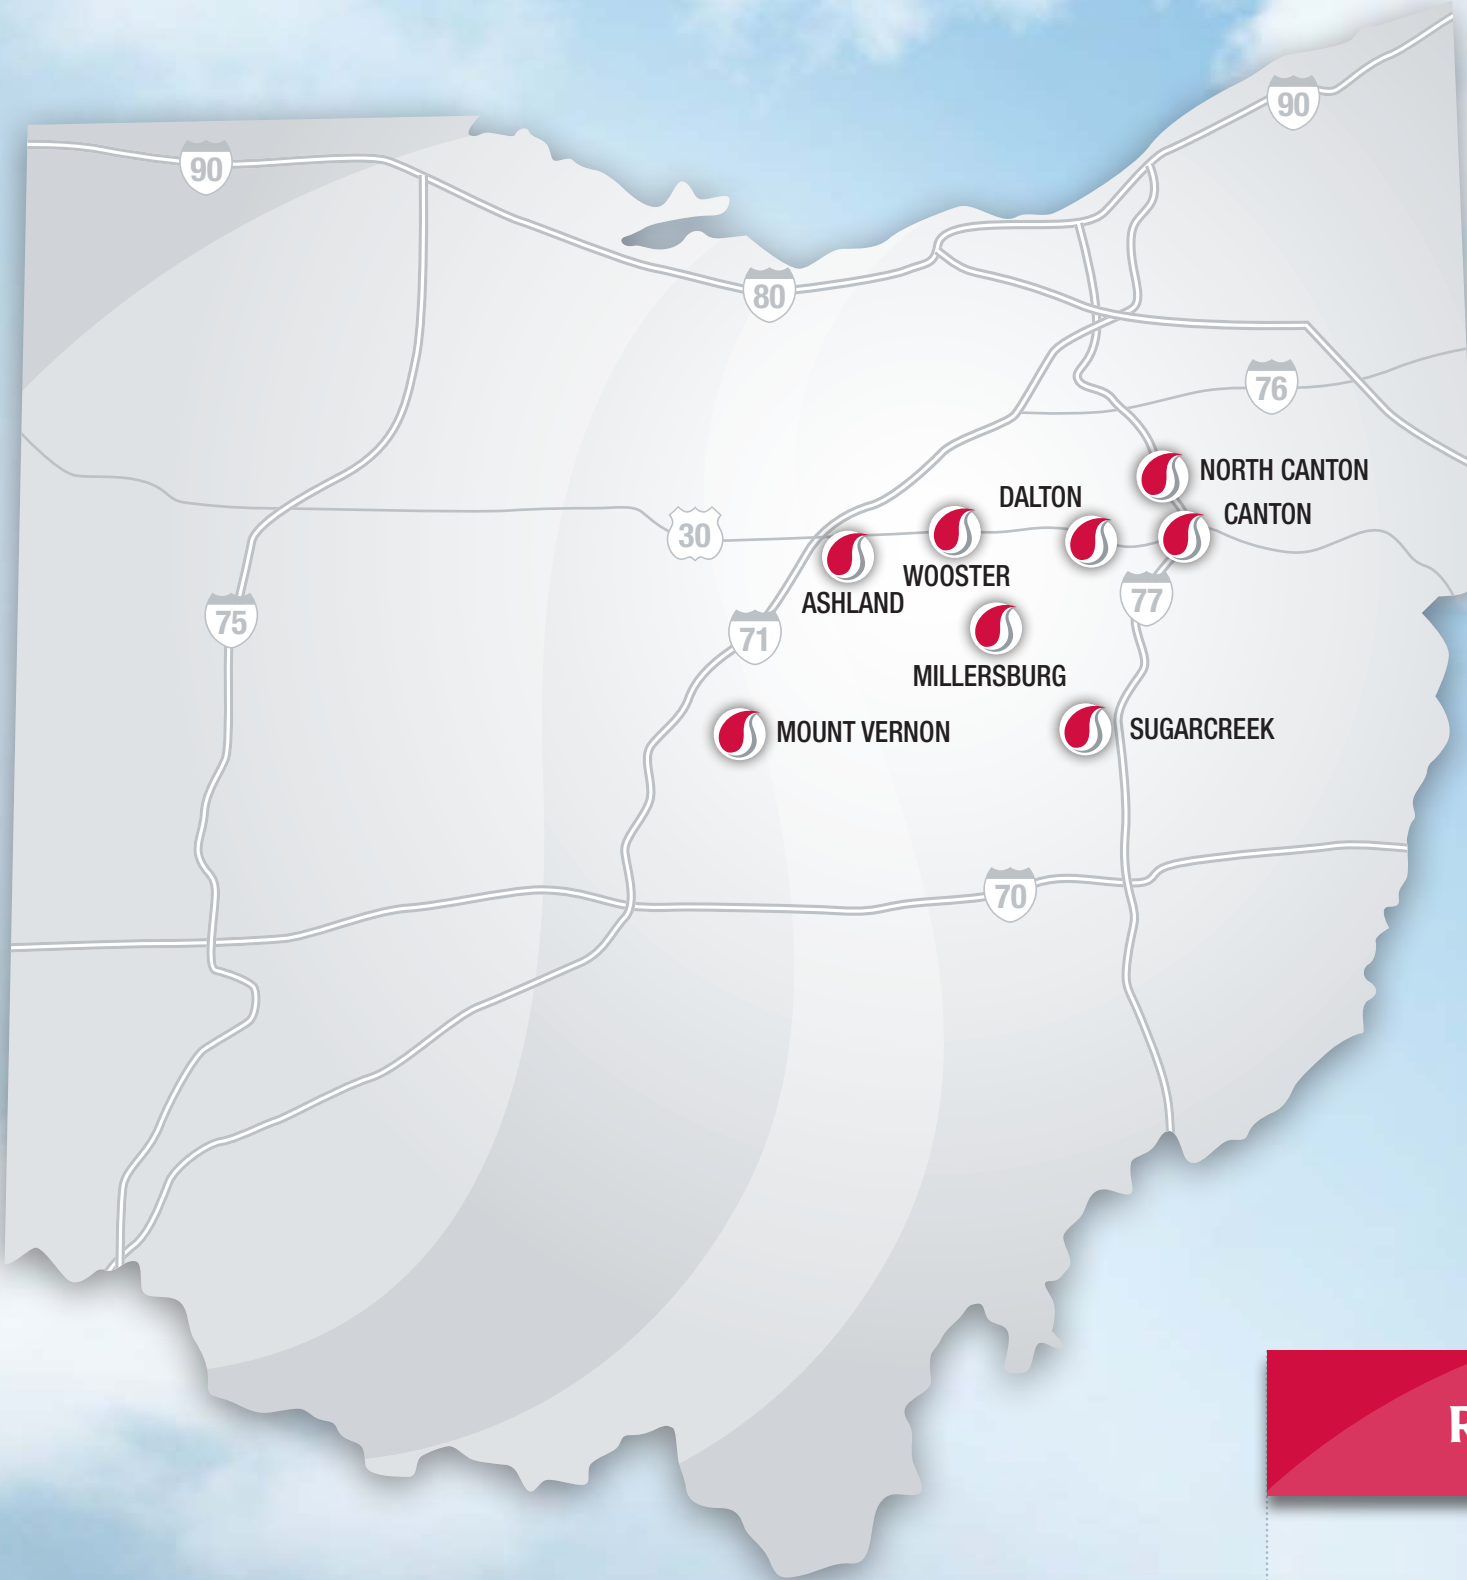 90
90
80
76
NORTH CANTON
DALTON
CANTON
30
WOOSTER
ASHLAND
77
75
71
MILLERSBURG
MOUNT VERNON
SUGARCREEK
70
R